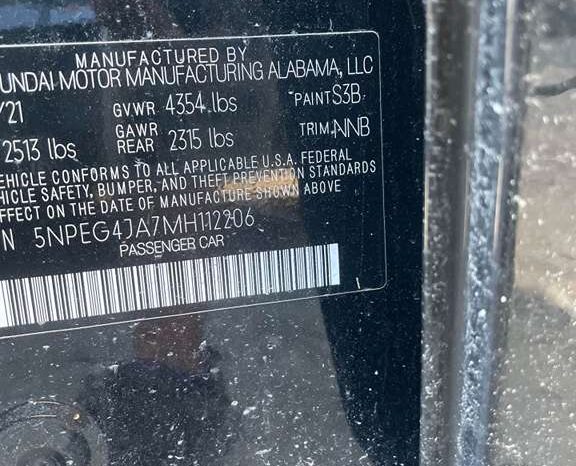 MANUFACTURED BY
UNDAI MOTOR MANUFACTURING ALABAMA, LLC
/21 GVWR 4354 lbs PAINT S3B
2513 lbs GAWR REAR 2315 lbs TRIM NNB
EHICLE CONFORMS TO ALL APPLICABLE U.S.A. FEDERAL
HICLE SAFETY, BUMPER, AND THEFT PREVENTION STANDARDS
EFFECT ON THE DATE OF MANUFACTURE SHOWN ABOVE
N 5NPEG4JA7MH112206
PASSENGER CAR